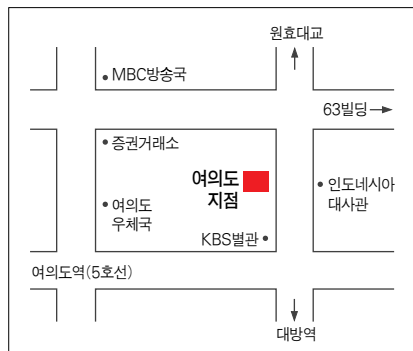 원효대교
MBC방송국
63빌딩
증권거래소
여의도
지점
인도네시아
대사관
여의도
우체국
KBS별관
여의도역(5호선)
대방역